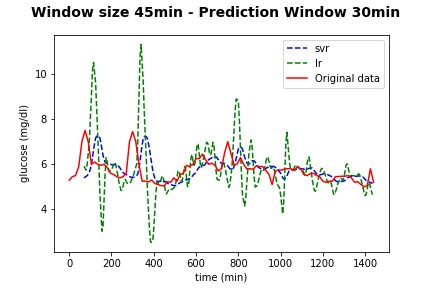 Window size 45min - Prediction Window 30min
svr
lr
Original data
glucose (mg/dl)
10
8
6
4
0 200 400 600 800 1000 1200 1400
time (min)